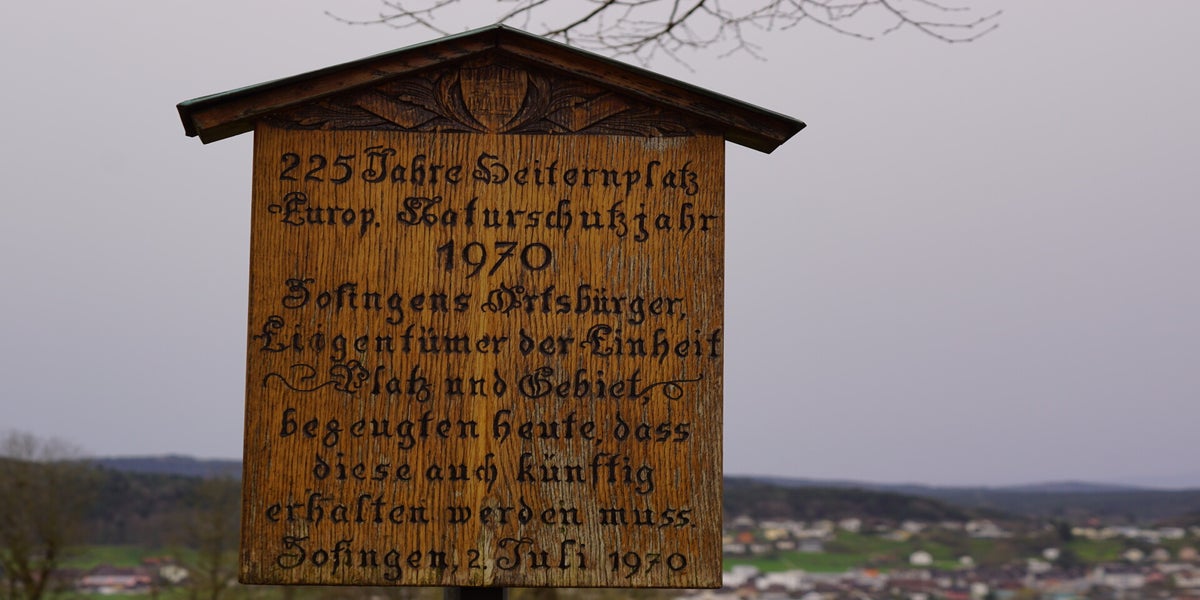 225 Jahre Heiternplatz
Europ. Naturschutzjahr
1970
Zofingens Ortsbürger,
Eigentümer der Einheit
Platz und Gebiet,
bezeugten heute, dass
diese auch künftig
erhalten werden muss.
Zofingen, 2. Juli 1970